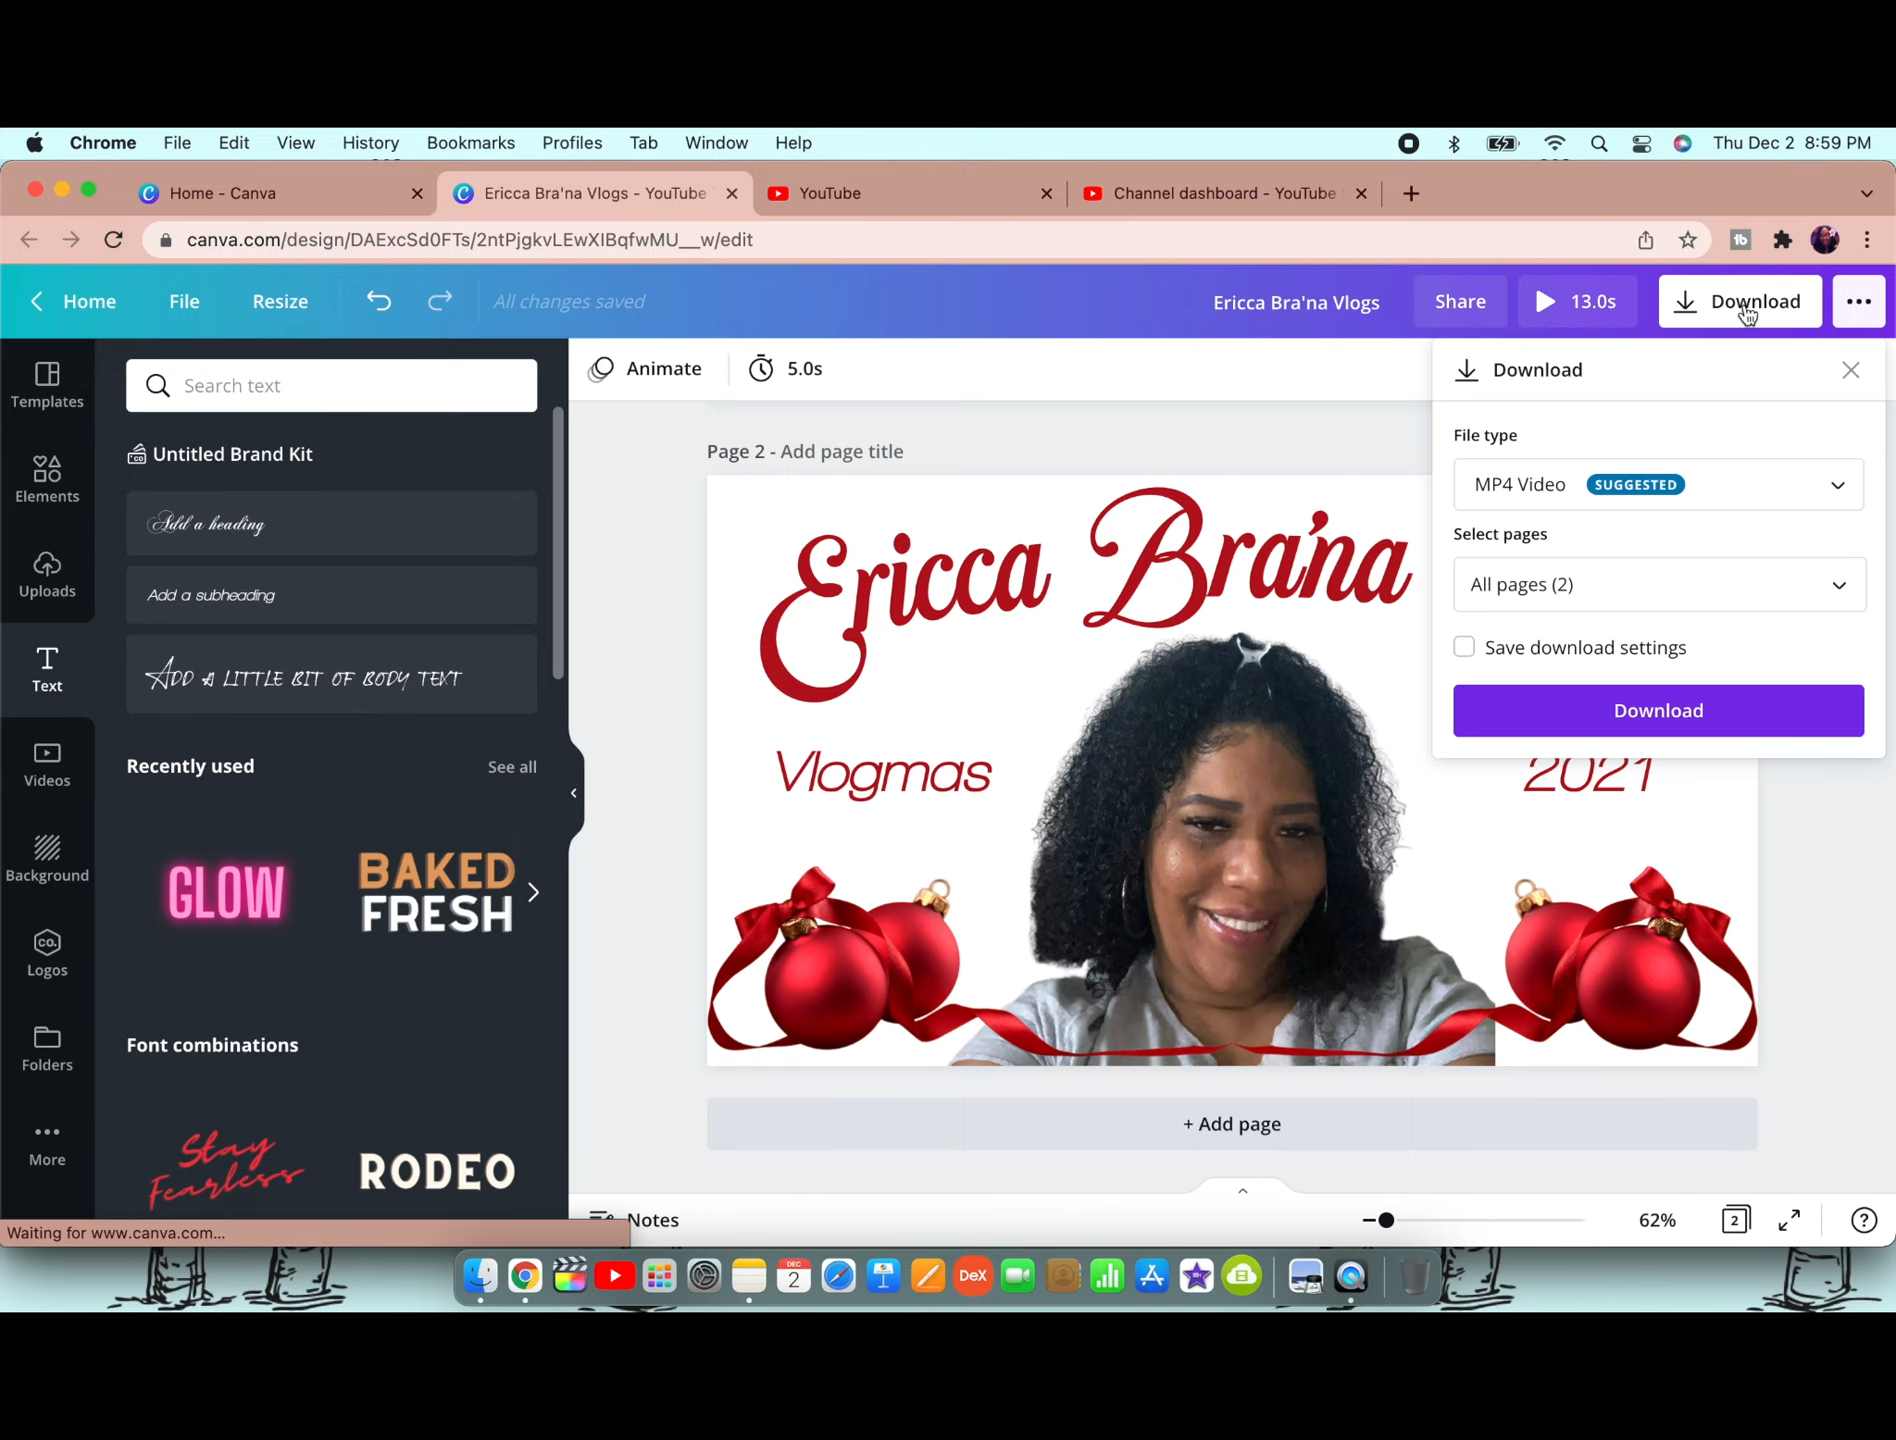 Chrome File Edit View History Bookmarks Profiles Tab Window Help Thu Dec 2 8:59 PM
Home - Canva Ericca Bra'na Vlogs - YouTube YouTube Channel dashboard - YouTube
canva.com/design/DAExcSd0FTs/2ntPjgkvLEwXIBqfwMU__w/edit
Home File Resize All changes saved Ericca Bra'na Vlogs Share 13.0s Download
Templates
Elements
Uploads
Text
Videos
Background
CO.
Logos
Folders
More
Search text
Untitled Brand Kit
Add a heading
Add a subheading
Add a little bit of body text
Recently used See all
GLOW
BAKED
FRESH
Font combinations
Stay
Fearless
RODEO
Animate 5.0s
Page 2 - Add page title
Ericca Bra'na
Vlogmas 2021
+ Add page
Download
File type
MP4 Video SUGGESTED
Select pages
All pages (2)
Save download settings
Download
Notes 62% 2
Waiting for www.canva.com...
DEC
2
DeX